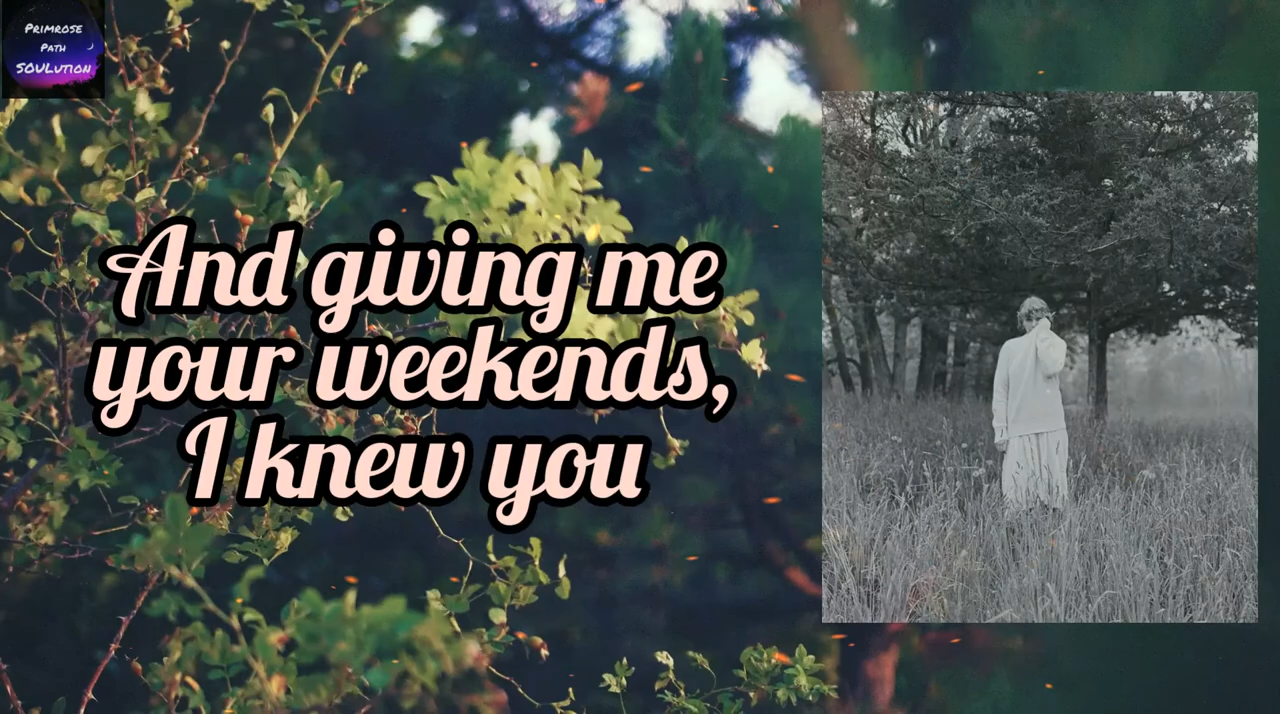 PRIMROSE
PATH
SOULUTION
And giving me
your weekends,
I knew you